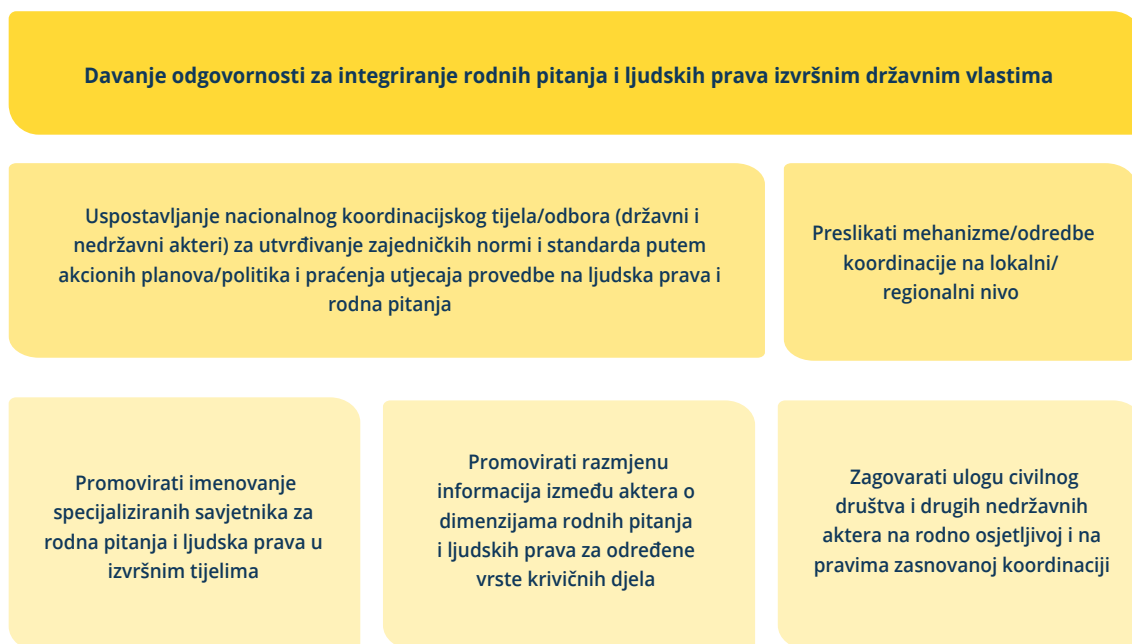 Davanje odgovornosti za integriranje rodnih pitanja i ljudskih prava izvršnim državnim vlastima
Uspostavljanje nacionalnog koordinacijskog tijela/odbora (državni i
nedržavni akteri) za utvrđivanje zajedničkih normi i standarda putem
akcionih planova/politika i praćenja utjecaja provedbe na ljudska prava i
rodna pitanja
Preslikati mehanizme/odredbe
koordinacije na lokalni/
regionalni nivo
Promovirati imenovanje
specijaliziranih savjetnika za
rodna pitanja i ljudska prava u
izvršnim tijelima
Promovirati razmjenu
informacija između aktera o
dimenzijama rodnih pitanja
i ljudskih prava za određene
vrste krivičnih djela
Zagovarati ulogu civilnog
društva i drugih nedržavnih
aktera na rodno osjetljivoj i na
pravima zasnovanoj koordinaciji